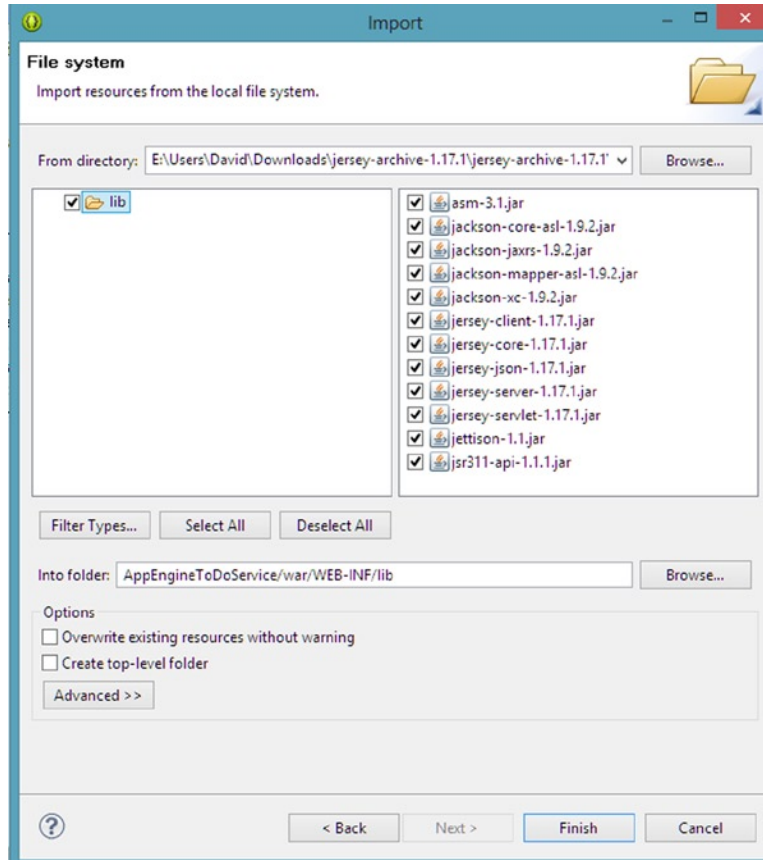 Import
File system
Import resources from the local file system.
From directory: E:\Users\David\Downloads\jersey-archive-1.17.1\jersey-archive-1.17.1 Browse...
lib
asm-3.1.jar
jackson-core-asl-1.9.2.jar
jackson-jaxrs-1.9.2.jar
jackson-mapper-asl-1.9.2.jar
jackson-xc-1.9.2.jar
jersey-client-1.17.1.jar
jersey-core-1.17.1.jar
jersey-json-1.17.1.jar
jersey-server-1.17.1.jar
jersey-servlet-1.17.1.jar
jettison-1.1.jar
jsr311-api-1.1.1.jar
Filter Types... Select All Deselect All
Into folder: AppEngineToDoService/war/WEB-INF/lib Browse...
Options
Overwrite existing resources without warning
Create top-level folder
Advanced >>
? < Back Next > Finish Cancel